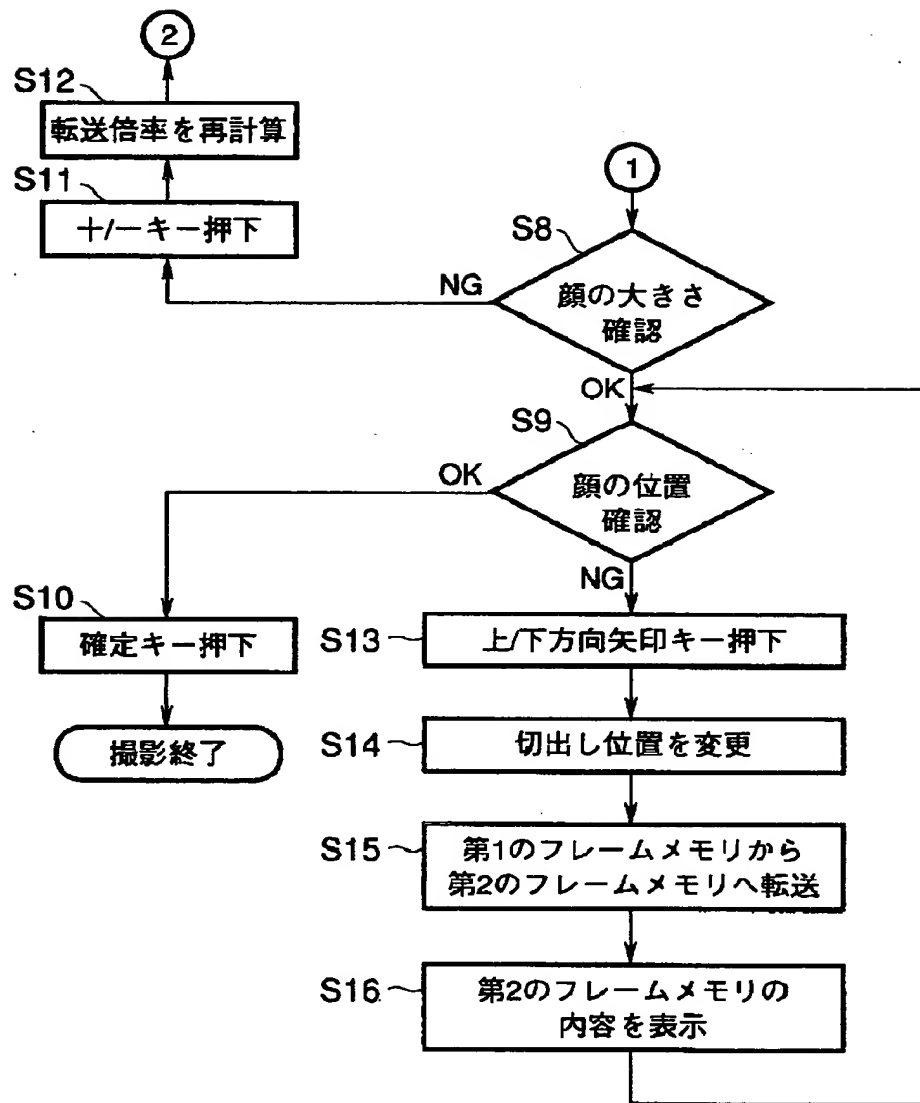 2
S12
転送倍率を再計算
S11
+/-キー押下
1
S8
NG
顔の大きさ
確認
OK
S9
OK
顔の位置
確認
NG
S10
確定キー押下
撮影終了
S13
上/下方向矢印キー押下
S14
切出し位置を変更
S15
第1のフレームメモリから
第2のフレームメモリへ転送
S16
第2のフレームメモリの
内容を表示